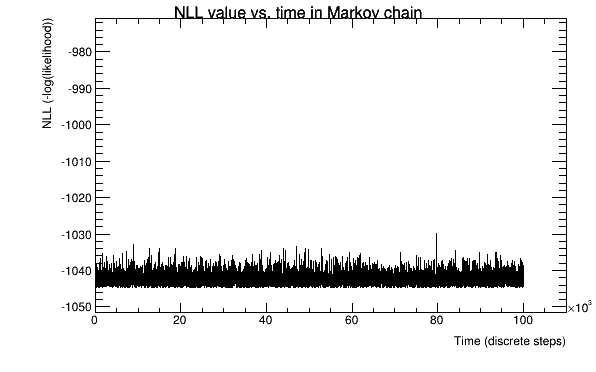 NLL value vs. time in Markov chain
NLL (-log(likelihood))
-980
-990
-1000
-1010
-1020
-1030
-1040
-1050
0 20 40 60 80 100
×10³
Time (discrete steps)